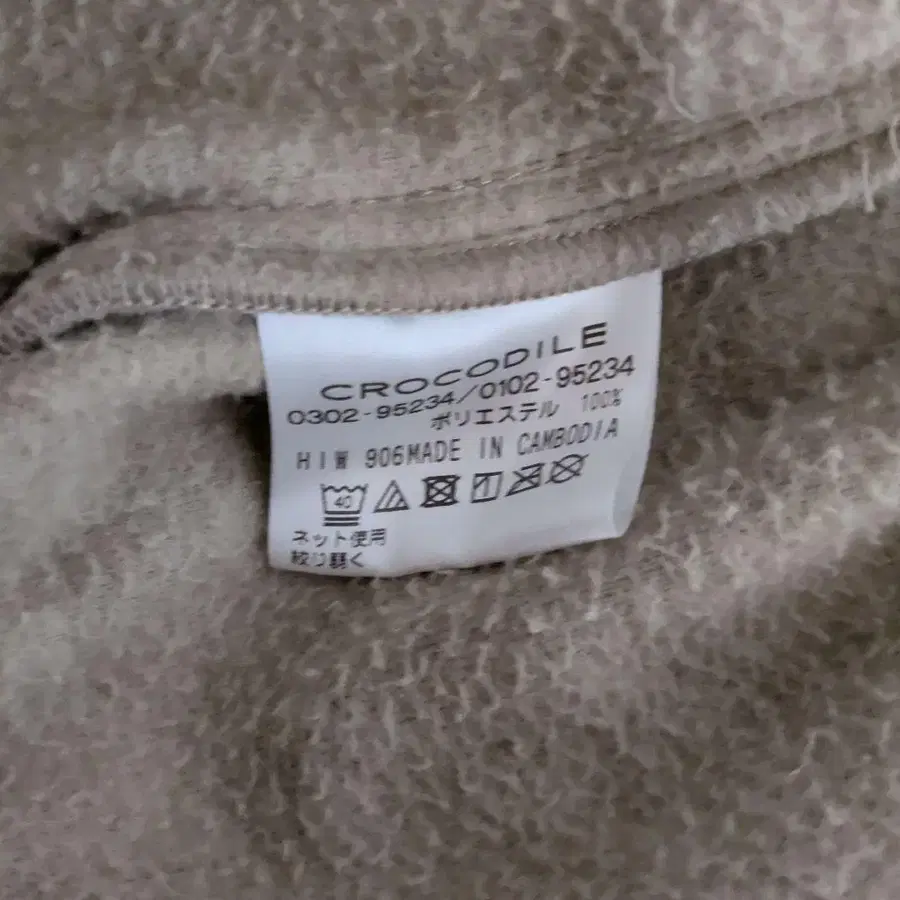 CROCODILE
0302-95234/0102-95234
ポリエステル 100%
HIW 906MADE IN CAMBODIA
40
ネット使用
絞り弱く